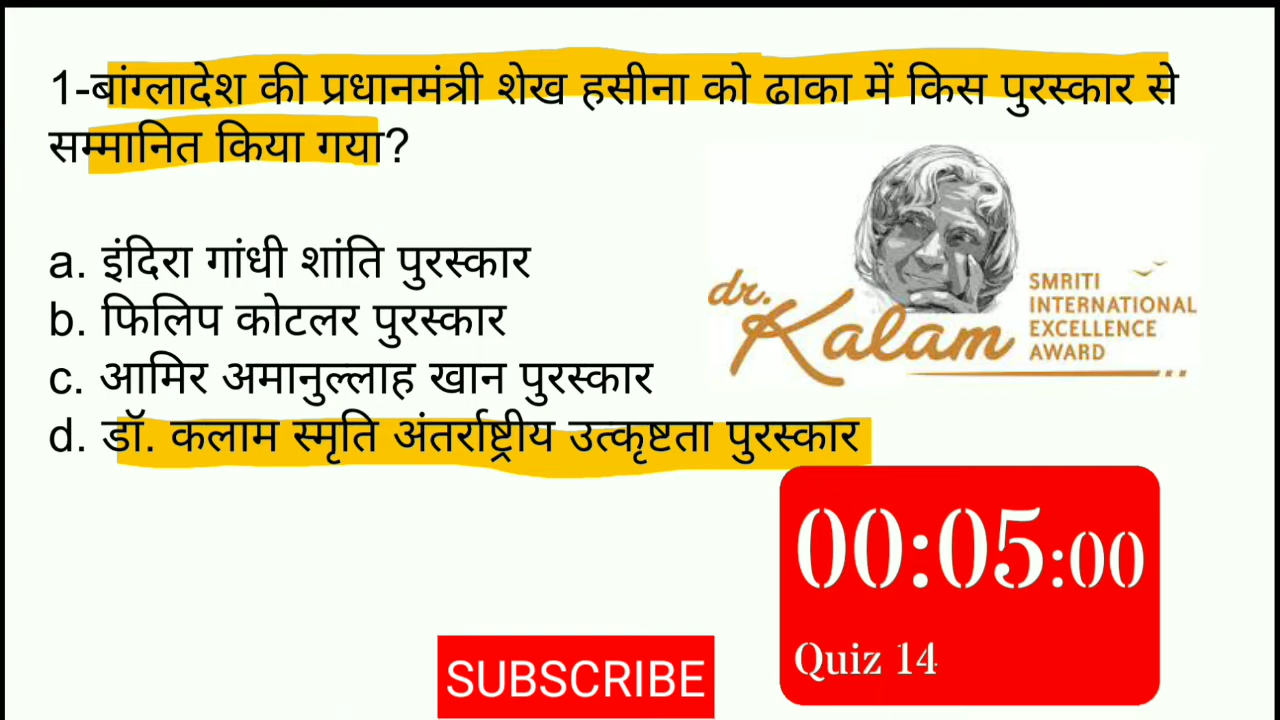 1-बांग्लादेश की प्रधानमंत्री शेख हसीना को ढाका में किस पुरस्कार से
सम्मानित किया गया?
a. इंदिरा गांधी शांति पुरस्कार
b. फिलिप कोटलर पुरस्कार
c. आमिर अमानुल्लाह खान पुरस्कार
d. डॉ. कलाम स्मृति अंतर्राष्ट्रीय उत्कृष्टता पुरस्कार
dr.
Kalam
SMRITI
INTERNATIONAL
EXCELLENCE
AWARD
00:05:00
Quiz 14
SUBSCRIBE